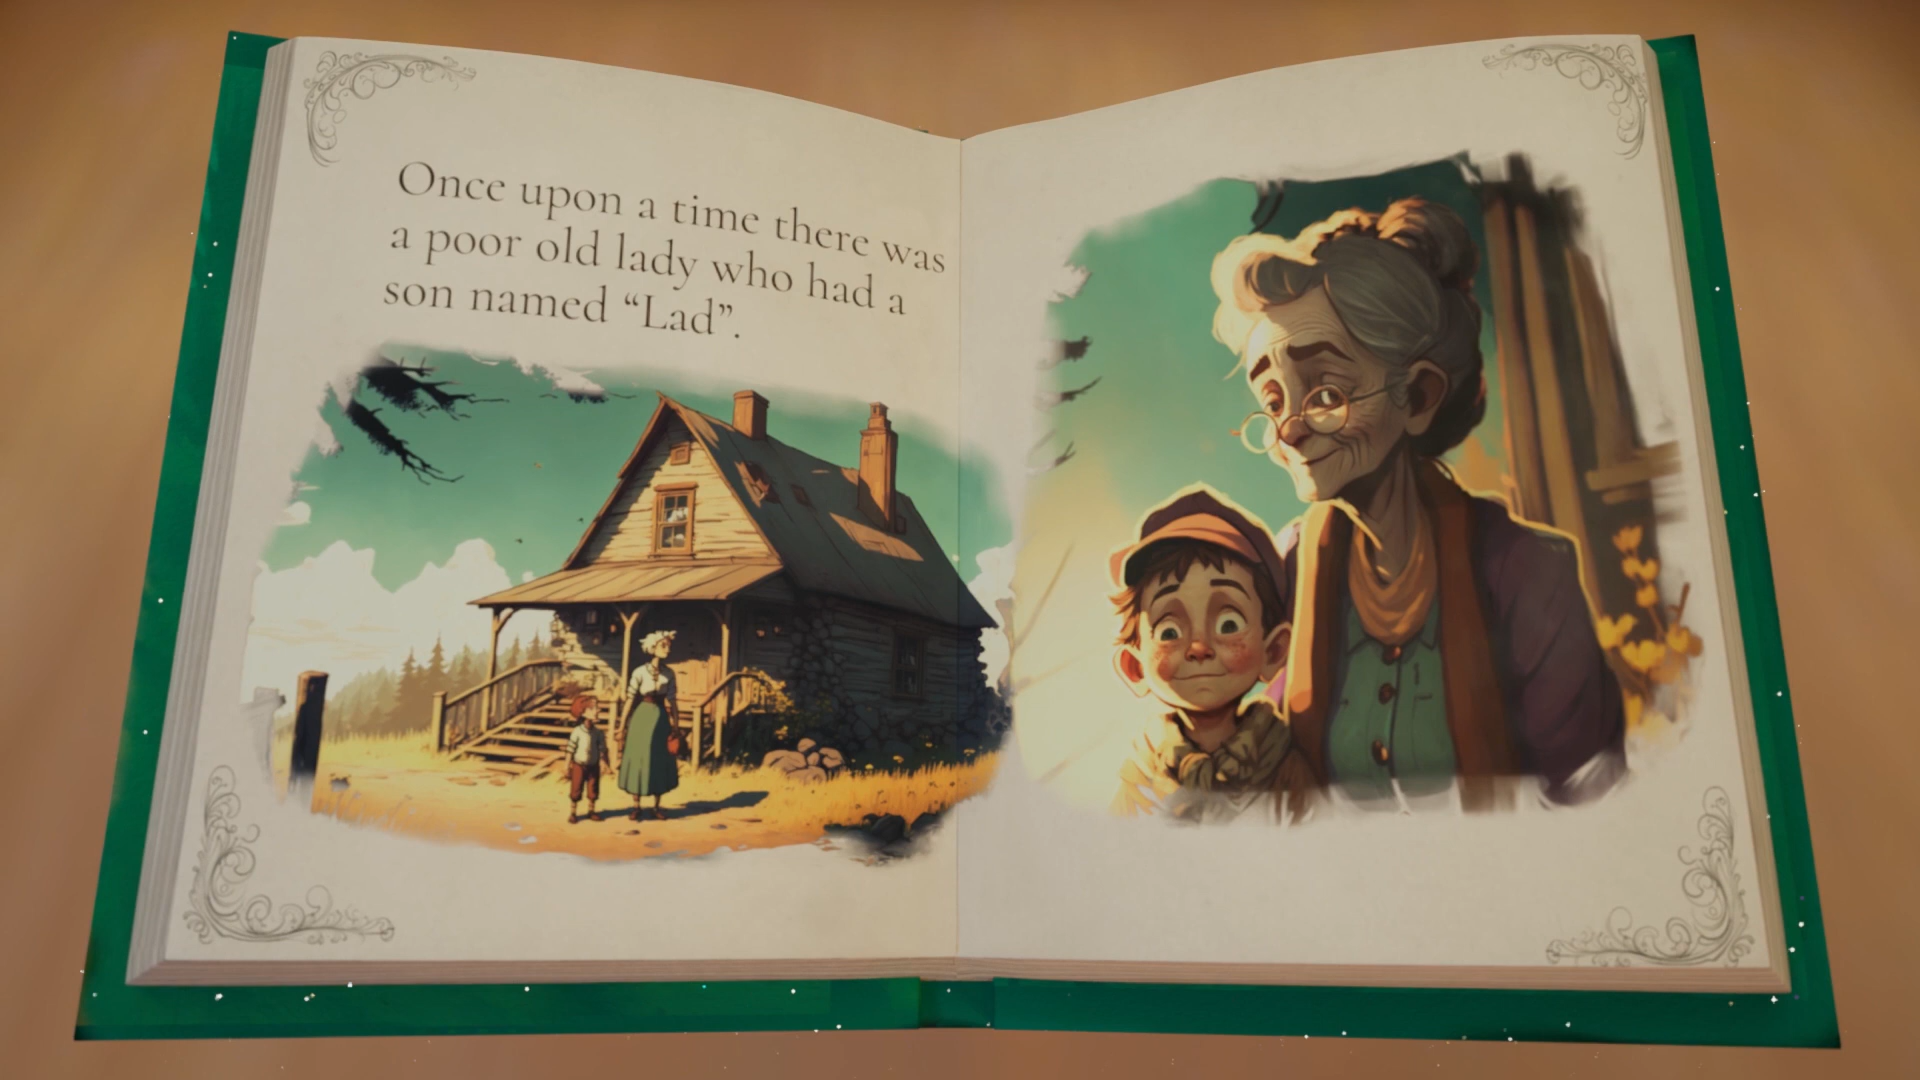 Once upon a time there was
a poor old lady who had a
son named “Lad”.